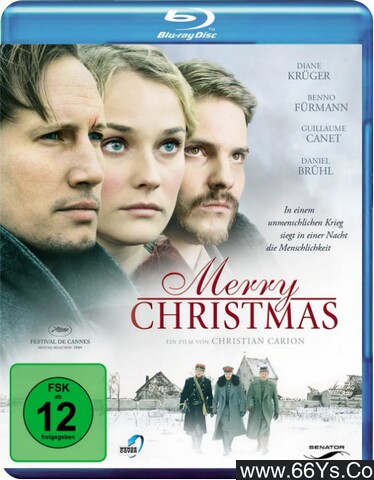 Blu-ray Disc
DIANE
KRÜGER
BENNO
FÜRMANN
GUILLAUME
CANET
DANIEL
BRÜHL
In einem
unmenschlichen Krieg
siegt in einer Nacht
die Menschlichkeit
Merry
CHRISTMAS
EIN FILM VON CHRISTIAN CARION
FESTIVAL DE CANNES
FSK
ab
12
freigegeben
SENATOR
www.66Ys.Co